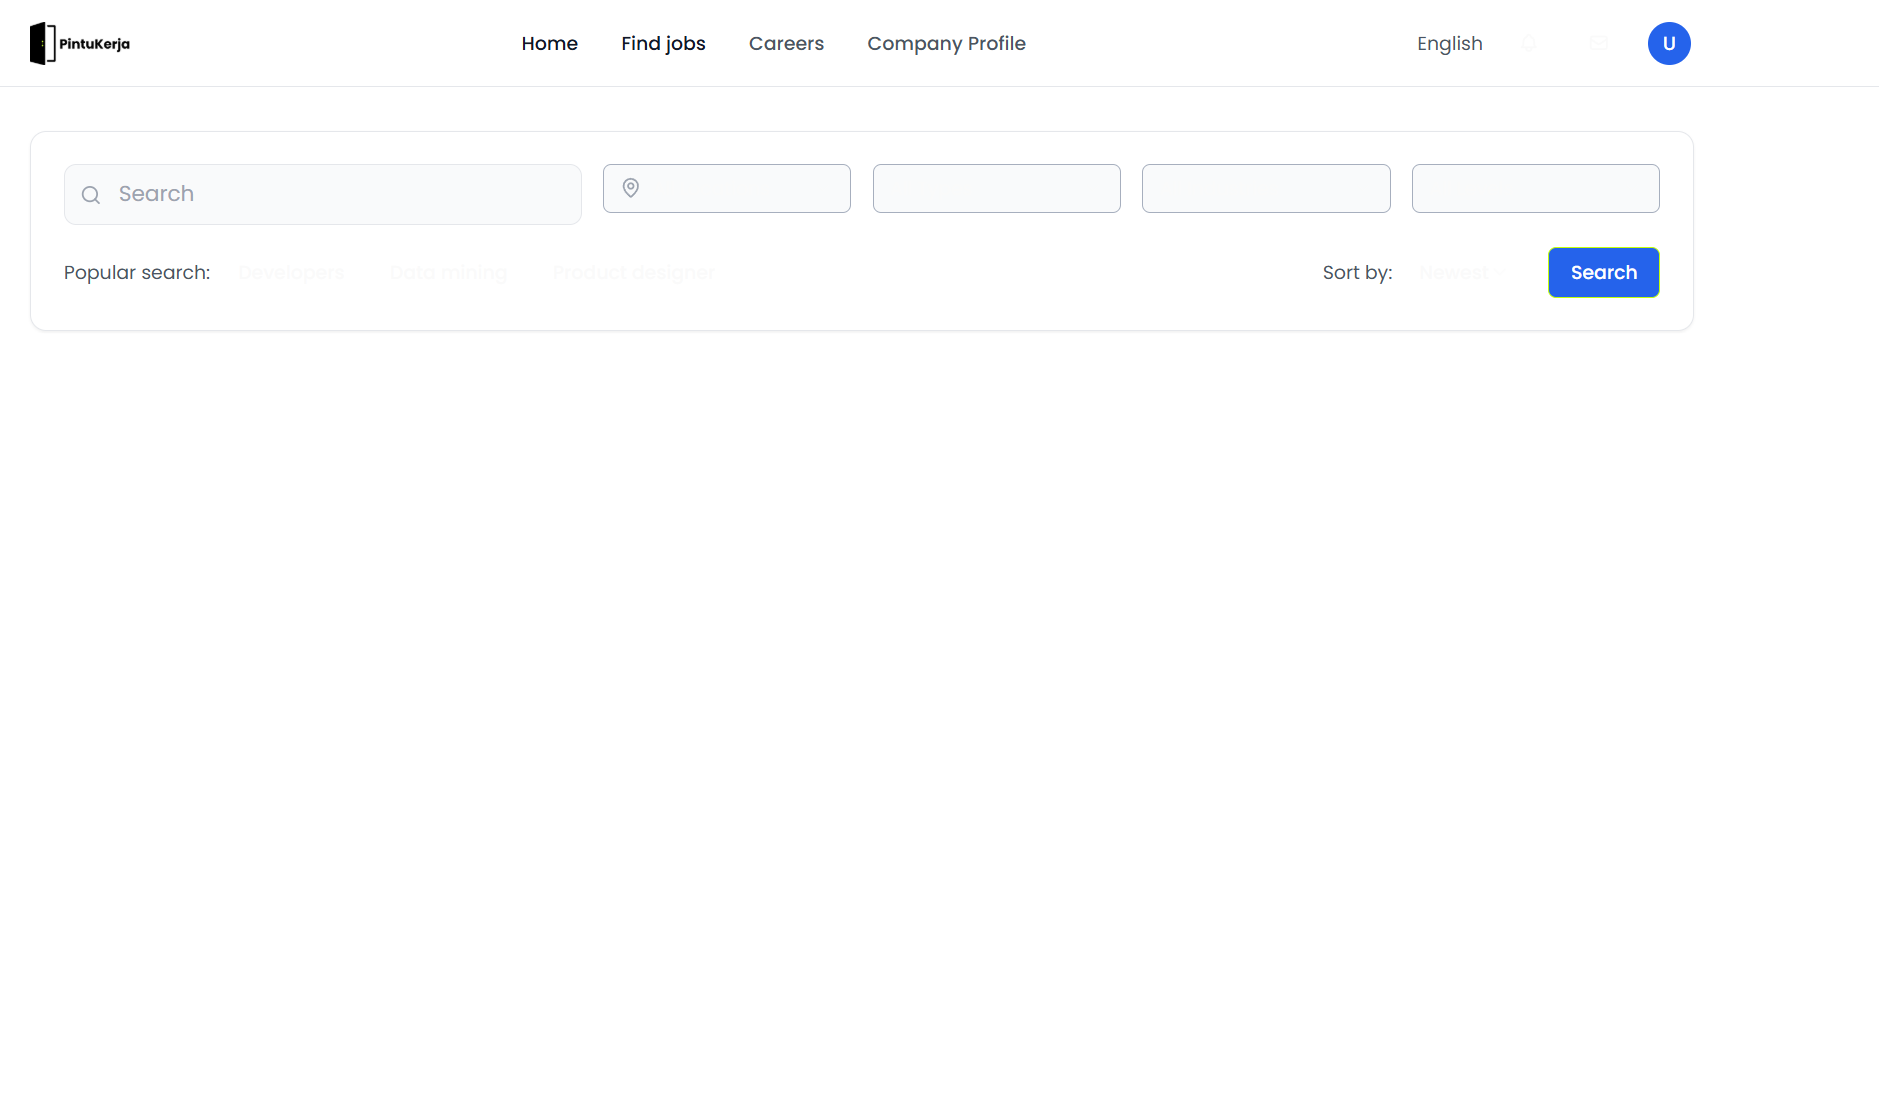 PintuKerja
Home Find jobs Careers Company Profile
English U
Search
Popular search: Developers Data mining Product designer
Sort by: Newest Search